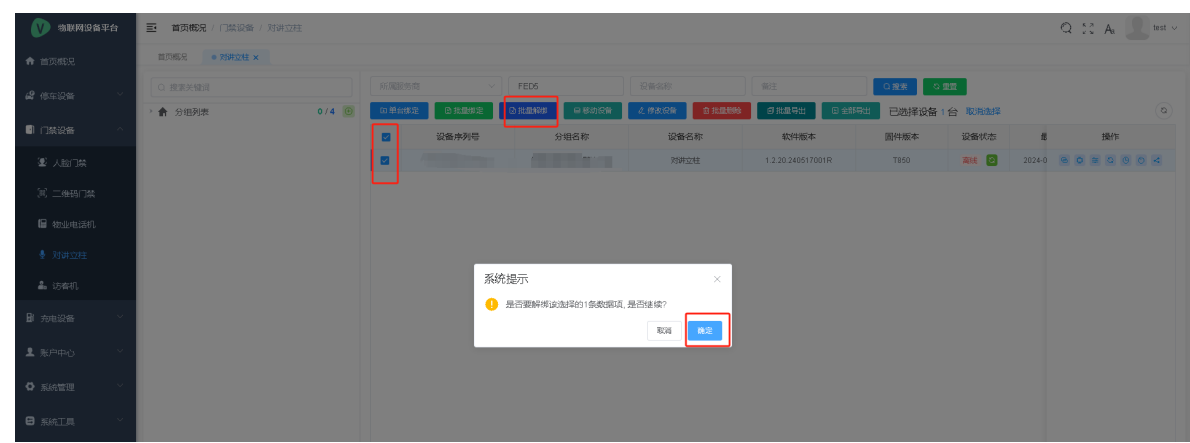 物联网设备平台
首页概况 / 门禁设备 / 对讲立柱
test
首页概况
对讲立柱 ×
首页概况
停车设备
门禁设备
人脸门禁
二维码门禁
物业电话机
对讲立柱
访客机
充电设备
账户中心
系统管理
系统工具
搜索关键词
分组列表 0 / 4
所属服务商
FED5
设备名称
备注
搜索
重置
单台绑定
批量绑定
批量解绑
移动设备
修改设备
批量删除
批量导出
全部导出
已选择设备 1 台 取消选择
设备序列号 分组名称 设备名称 软件版本 固件版本 设备状态 操作
对讲立柱 1.2.20.240517001R T850 离线 2024-0
系统提示
是否要解绑该选择的1条数据项, 是否继续?
取消 确定